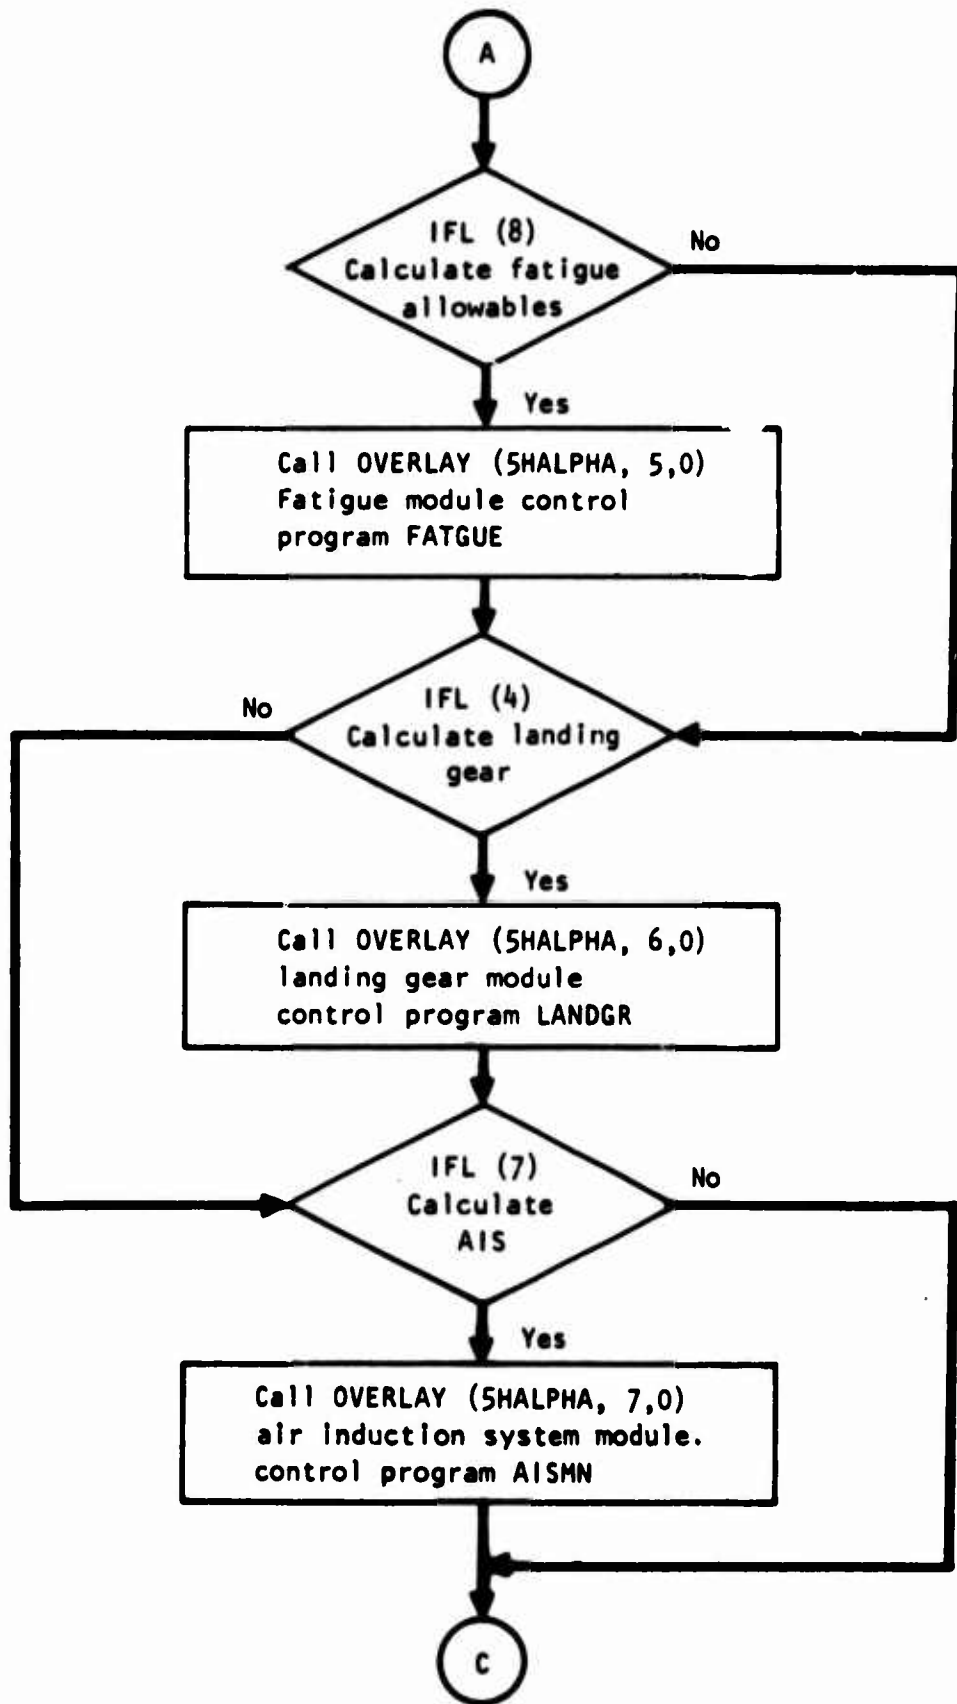 A
IFL (8)
Calculate fatigue
allowables
No
Yes
Call OVERLAY (5HALPHA, 5,0)
Fatigue module control
program FATGUE
No
IFL (4)
Calculate landing
gear
Yes
Call OVERLAY (5HALPHA, 6,0)
landing gear module
control program LANDGR
IFL (7)
Calculate
AIS
No
Yes
Call OVERLAY (5HALPHA, 7,0)
air induction system module.
control program AISMN
C